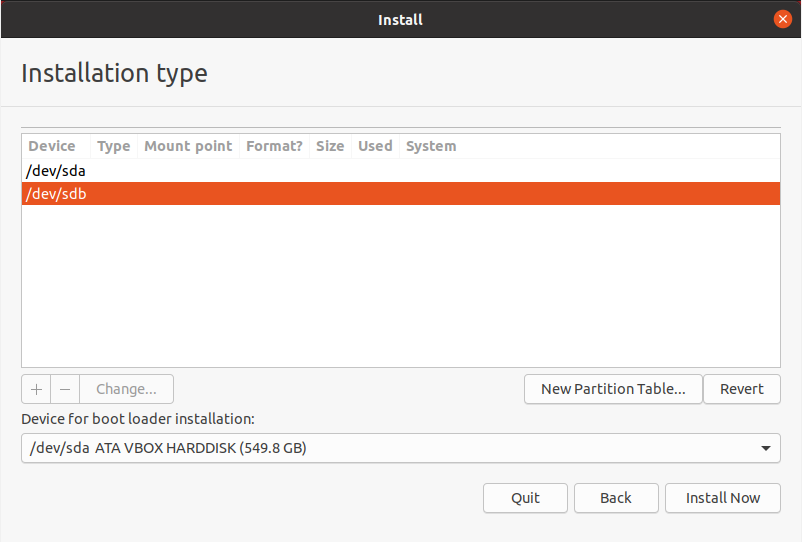 Install
Installation type
Device Type Mount point Format? Size Used System
/dev/sda
/dev/sdb
+ − Change... New Partition Table... Revert
Device for boot loader installation:
/dev/sda ATA VBOX HARDDISK (549.8 GB)
Quit Back Install Now